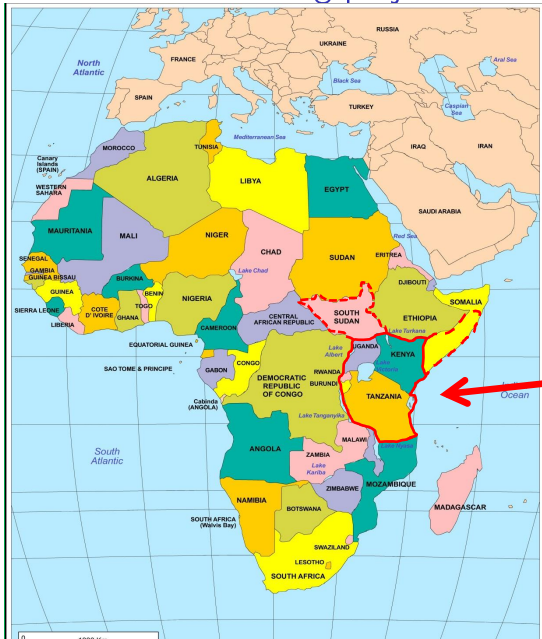 RUSSIA
UKRAINE
North
Atlantic
FRANCE
Aral Sea
Black Sea
Caspian
Sea
SPAIN
TURKEY
Mediterranean Sea
TUNISIA
MOROCCO
IRAQ
IRAN
Canary
Islands
(SPAIN)
ALGERIA
LIBYA
EGYPT
WESTERN
SAHARA
SAUDI ARABIA
MAURITANIA
MALI
NIGER
CHAD
SUDAN
Red Sea
ERITREA
SENEGAL
GAMBIA
GUINEA BISSAU
BURKINA
Lake Chad
DJIBOUTI
GUINEA
BENIN
NIGERIA
SOMALIA
SIERRA LEONE
COTE
D' IVOIRE
GHANA
TOGO
LIBERIA
SOUTH
SUDAN
ETHIOPIA
CENTRAL
AFRICAN REPUBLIC
CAMEROON
Lake Turkana
EQUATORIAL GUINEA
Lake
Albert
UGANDA
KENYA
SAO TOME & PRINCIPE
GABON
CONGO
DEMOCRATIC
REPUBLIC
OF CONGO
RWANDA
BURUNDI
Lake
Victoria
Cabinda
(ANGOLA)
TANZANIA
Ocean
Lake Tanganyika
South
Atlantic
ANGOLA
ZAMBIA
MALAWI
Lake
Kariba
MOZAMBIQUE
ZIMBABWE
NAMIBIA
BOTSWANA
MADAGASCAR
SOUTH AFRICA
(Walvis Bay)
SWAZILAND
LESOTHO
SOUTH AFRICA
0